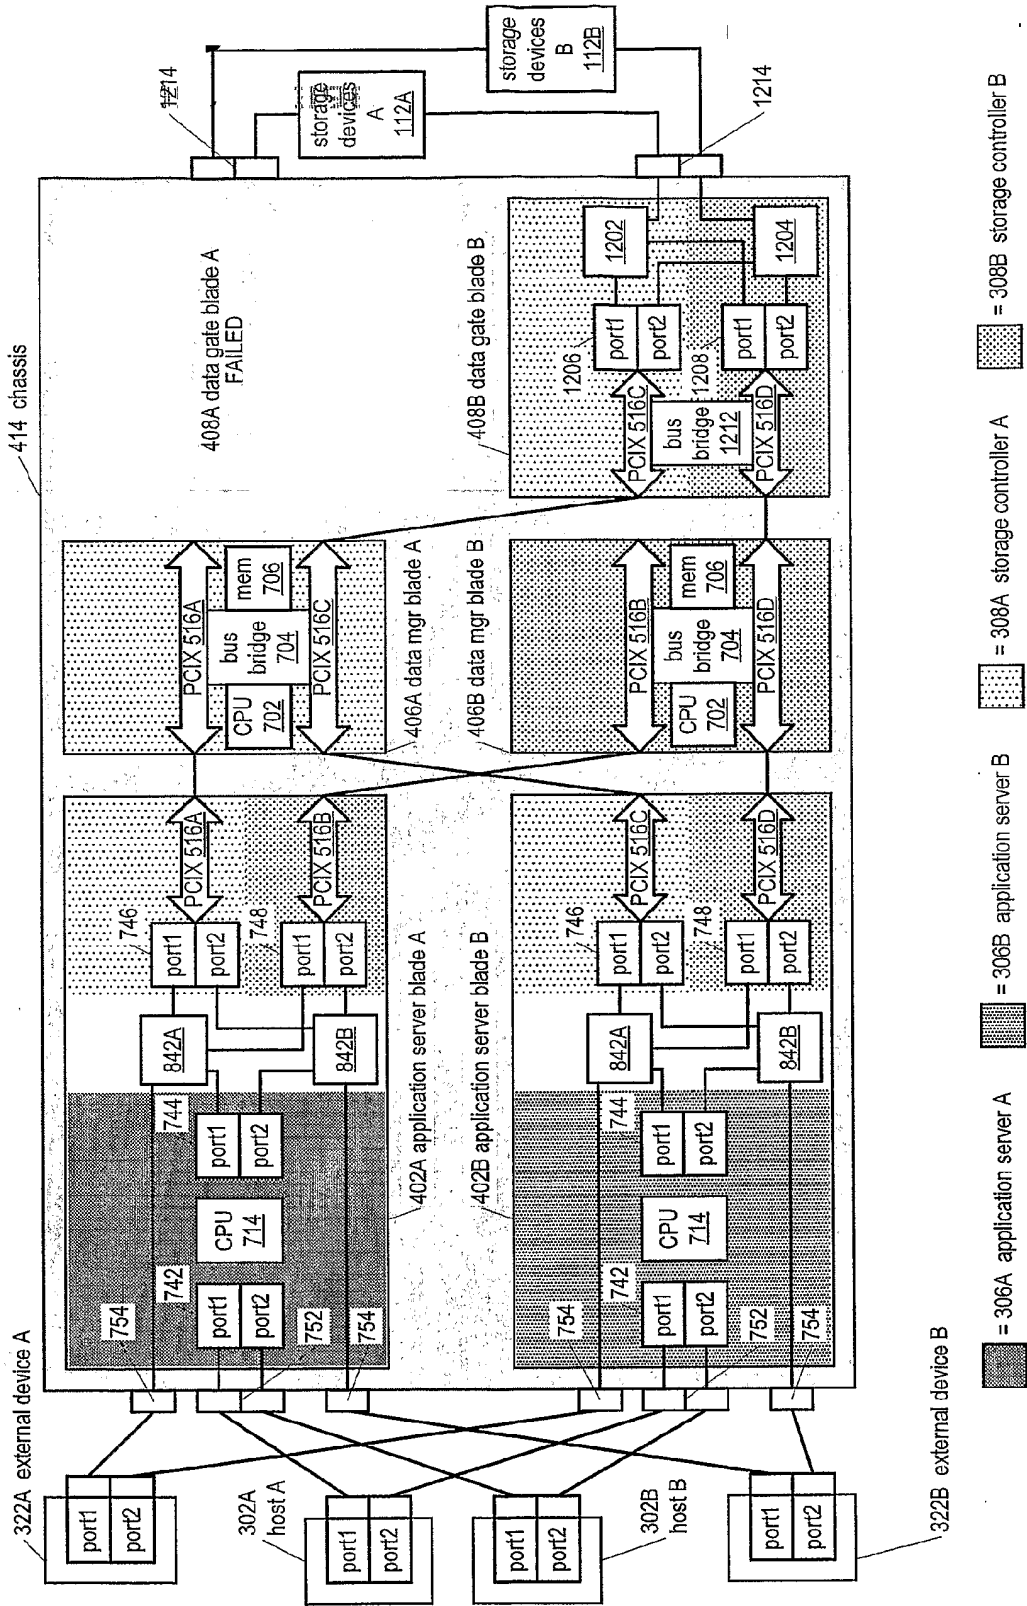 414 chassis
408A data gate blade A
FAILED
1214
storage
devices
A
112A
storage
devices
B
112B
1214
PCIX 516A
mem
706
bus
bridge
704
CPU
702
PCIX 516C
406A data mgr blade A
406B data mgr blade B
PCIX 516B
mem
706
bus
bridge
704
CPU
702
PCIX 516D
408B data gate blade B
1202
1204
1206
port1
port2
1208
port1
port2
PCIX 516C
bus
bridge
1212
PCIX 516D
PCIX 516A
PCIX 516B
746
port1
port2
748
port1
port2
842A
842B
744
port1
port2
CPU
714
742
port1
port2
754
752
754
402A application server blade A
402B application server blade B
PCIX 516C
PCIX 516D
746
port1
port2
748
port1
port2
842A
842B
744
port1
port2
CPU
714
742
port1
port2
754
752
754
322A external device A
port1
port2
302A
host A
port1
port2
302B
host B
port1
port2
322B external device B
port1
port2
= 306A application server A
= 306B application server B
= 308A storage controller A
= 308B storage controller B